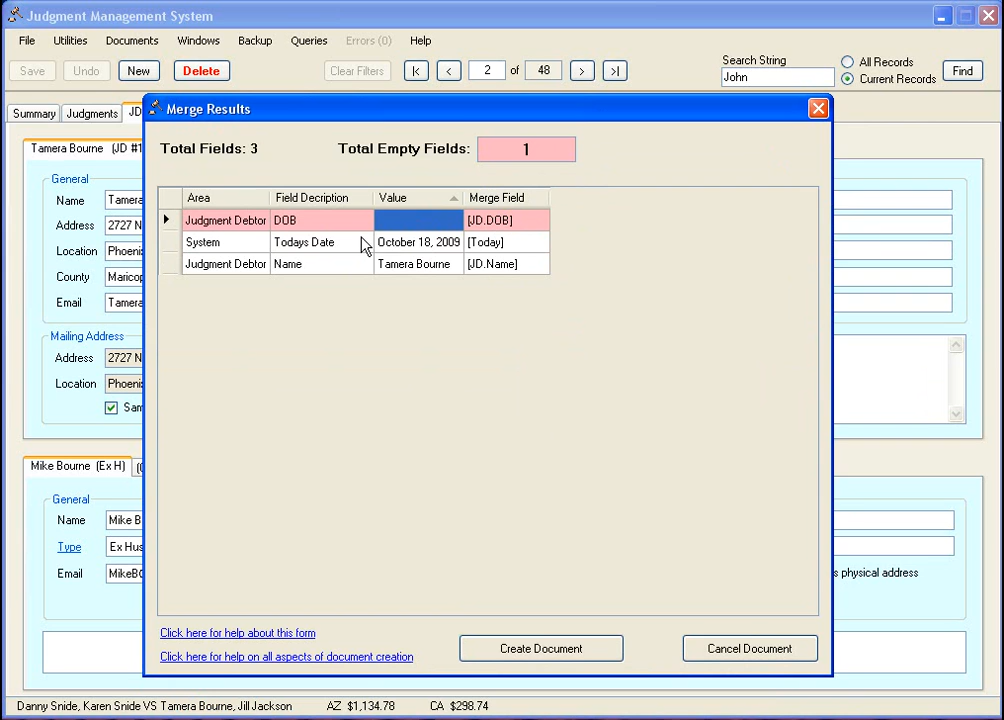 Judgment Management System
File Utilities Documents Windows Backup Queries Errors (0) Help
Save Undo New Delete Clear Filters 2 of 48
Search String
John
All Records
Current Records
Find
Summary Judgments JD
Merge Results
Total Fields: 3 Total Empty Fields: 1
Area Field Decription Value Merge Field
Judgment Debtor DOB [JD.DOB]
System Todays Date October 18, 2009 [Today]
Judgment Debtor Name Tamera Bourne [JD.Name]
Click here for help about this form
Click here for help on all aspects of document creation
Create Document Cancel Document
Tamera Bourne (JD #1
General
Name Tamera
Address 2727 N
Location Phoenix
County Maricop
Email Tamera
Mailing Address
Address 2727 N
Location Phoeni
Sam
Mike Bourne (Ex H)
General
Name Mike B
Type Ex Hus
Email MikeB
s physical address
Danny Snide, Karen Snide VS Tamera Bourne, Jill Jackson AZ $1,134.78 CA $298.74